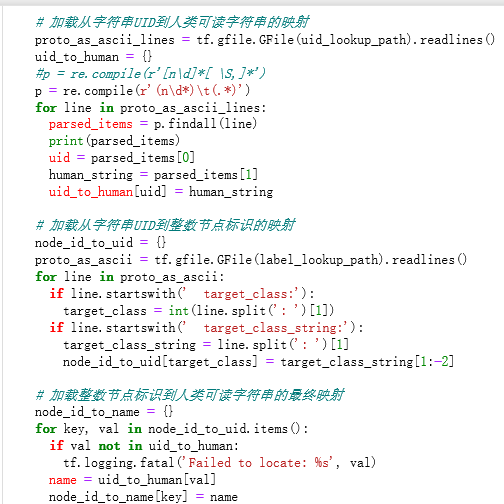 # 加载从字符串UID到人类可读字符串的映射
proto_as_ascii_lines = tf.gfile.GFile(uid_lookup_path).readlines()
uid_to_human = {}
#p = re.compile(r'[n\d]*[ \S,]*')
p = re.compile(r'(n\d*)\t(.*)')
for line in proto_as_ascii_lines:
  parsed_items = p.findall(line)
  print(parsed_items)
  uid = parsed_items[0]
  human_string = parsed_items[1]
  uid_to_human[uid] = human_string
# 加载从字符串UID到整数节点标识的映射
node_id_to_uid = {}
proto_as_ascii = tf.gfile.GFile(label_lookup_path).readlines()
for line in proto_as_ascii:
  if line.startswith('  target_class:'):
    target_class = int(line.split(': ')[1])
  if line.startswith('  target_class_string:'):
    target_class_string = line.split(': ')[1]
    node_id_to_uid[target_class] = target_class_string[1:-2]
# 加载整数节点标识到人类可读字符串的最终映射
node_id_to_name = {}
for key, val in node_id_to_uid.items():
  if val not in uid_to_human:
    tf.logging.fatal('Failed to locate: %s', val)
  name = uid_to_human[val]
  node_id_to_name[key] = name